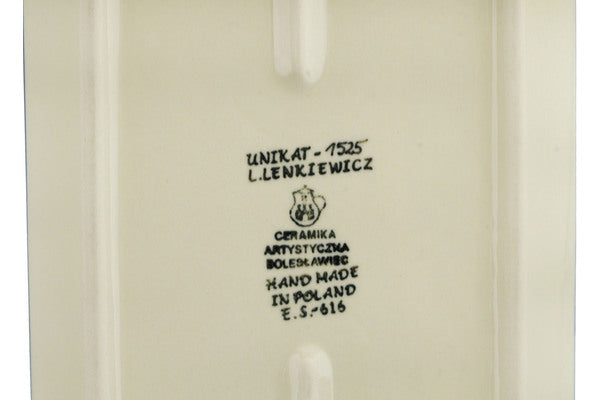 UNIKAT - 1525
L.LENKIEWICZ
CERAMIKA
ARTYSTYCZNA
BOLESŁAWIEC
HAND MADE
IN POLAND
E.S.-616